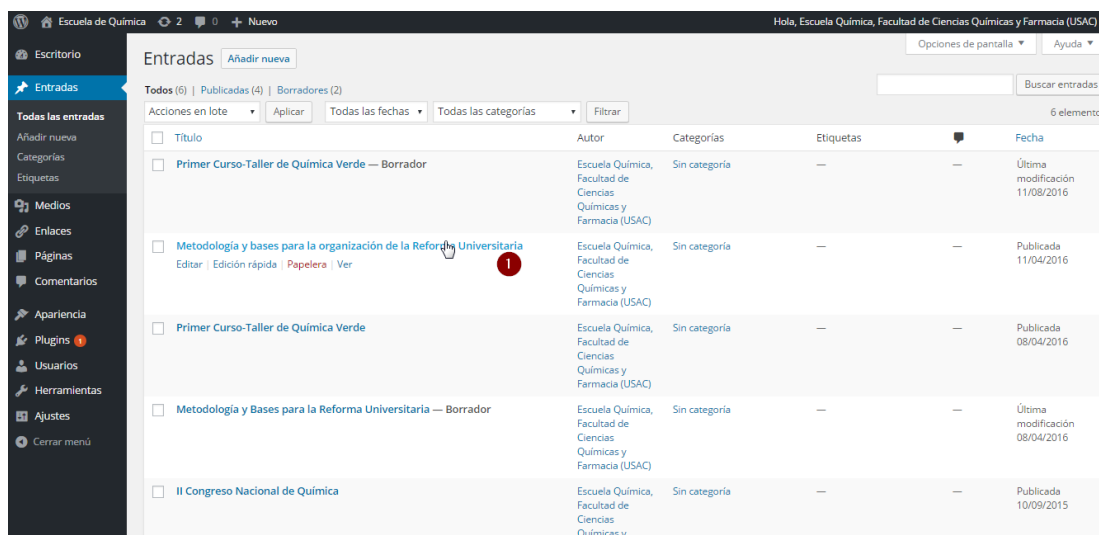 Escuela de Química 2 0 + Nuevo Hola, Escuela Química, Facultad de Ciencias Químicas y Farmacia (USAC)
Opciones de pantalla ▼ Ayuda ▼
Escritorio
Entradas
Todas las entradas
Añadir nueva
Categorías
Etiquetas
Medios
Enlaces
Páginas
Comentarios
Apariencia
Plugins 1
Usuarios
Herramientas
Ajustes
Cerrar menú
Entradas Añadir nueva
Todos (6) | Publicadas (4) | Borradores (2)
Buscar entradas
Acciones en lote ▼ Aplicar Todas las fechas ▼ Todas las categorías ▼ Filtrar
6 elemento
Título Autor Categorías Etiquetas Fecha
Primer Curso-Taller de Química Verde — Borrador
Escuela Química,
Facultad de
Ciencias
Químicas y
Farmacia (USAC)
Sin categoría
—
—
Última
modificación
11/08/2016
Metodología y bases para la organización de la Reforma Universitaria
Editar | Edición rápida | Papelera | Ver
1
Escuela Química,
Facultad de
Ciencias
Químicas y
Farmacia (USAC)
Sin categoría
—
—
Publicada
11/04/2016
Primer Curso-Taller de Química Verde
Escuela Química,
Facultad de
Ciencias
Químicas y
Farmacia (USAC)
Sin categoría
—
—
Publicada
08/04/2016
Metodología y Bases para la Reforma Universitaria — Borrador
Escuela Química,
Facultad de
Ciencias
Químicas y
Farmacia (USAC)
Sin categoría
—
—
Última
modificación
08/04/2016
II Congreso Nacional de Química
Escuela Química,
Facultad de
Ciencias
Químicas y
Sin categoría
—
—
Publicada
10/09/2015